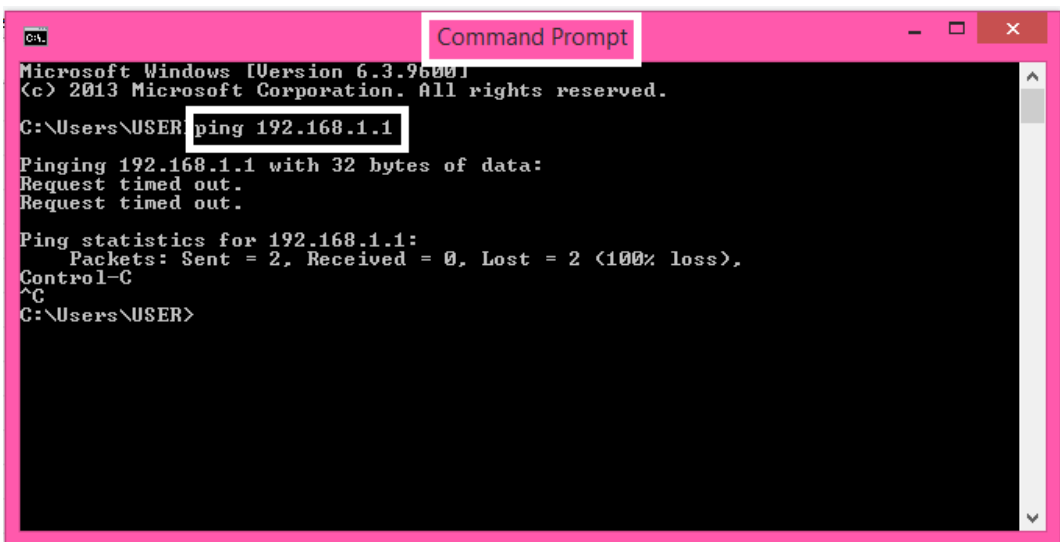 Command Prompt
Microsoft Windows [Version 6.3.9600]
(c) 2013 Microsoft Corporation. All rights reserved.
C:\Users\USER>ping 192.168.1.1
Pinging 192.168.1.1 with 32 bytes of data:
Request timed out.
Request timed out.
Ping statistics for 192.168.1.1:
Packets: Sent = 2, Received = 0, Lost = 2 (100% loss),
Control-C
^C
C:\Users\USER>